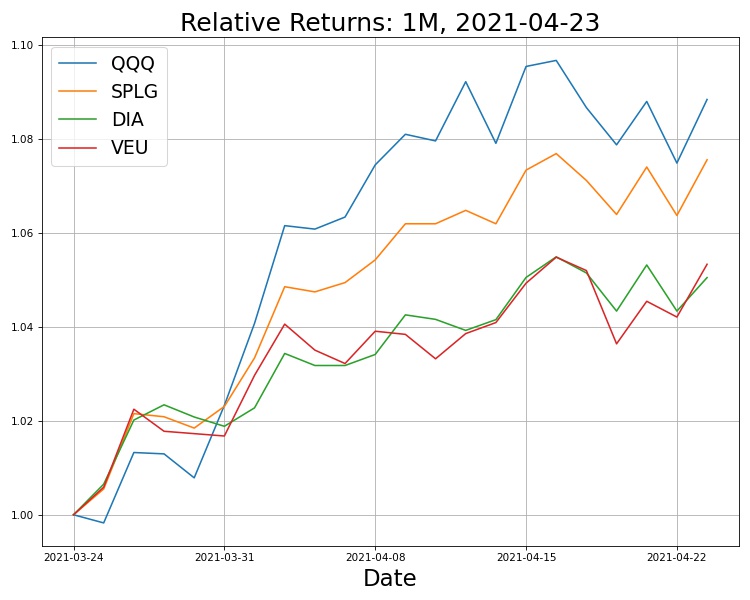 Relative Returns: 1M, 2021-04-23
1.10
1.08
1.06
1.04
1.02
1.00
QQQ
SPLG
DIA
VEU
2021-03-24
2021-03-31
2021-04-08
2021-04-15
2021-04-22
Date